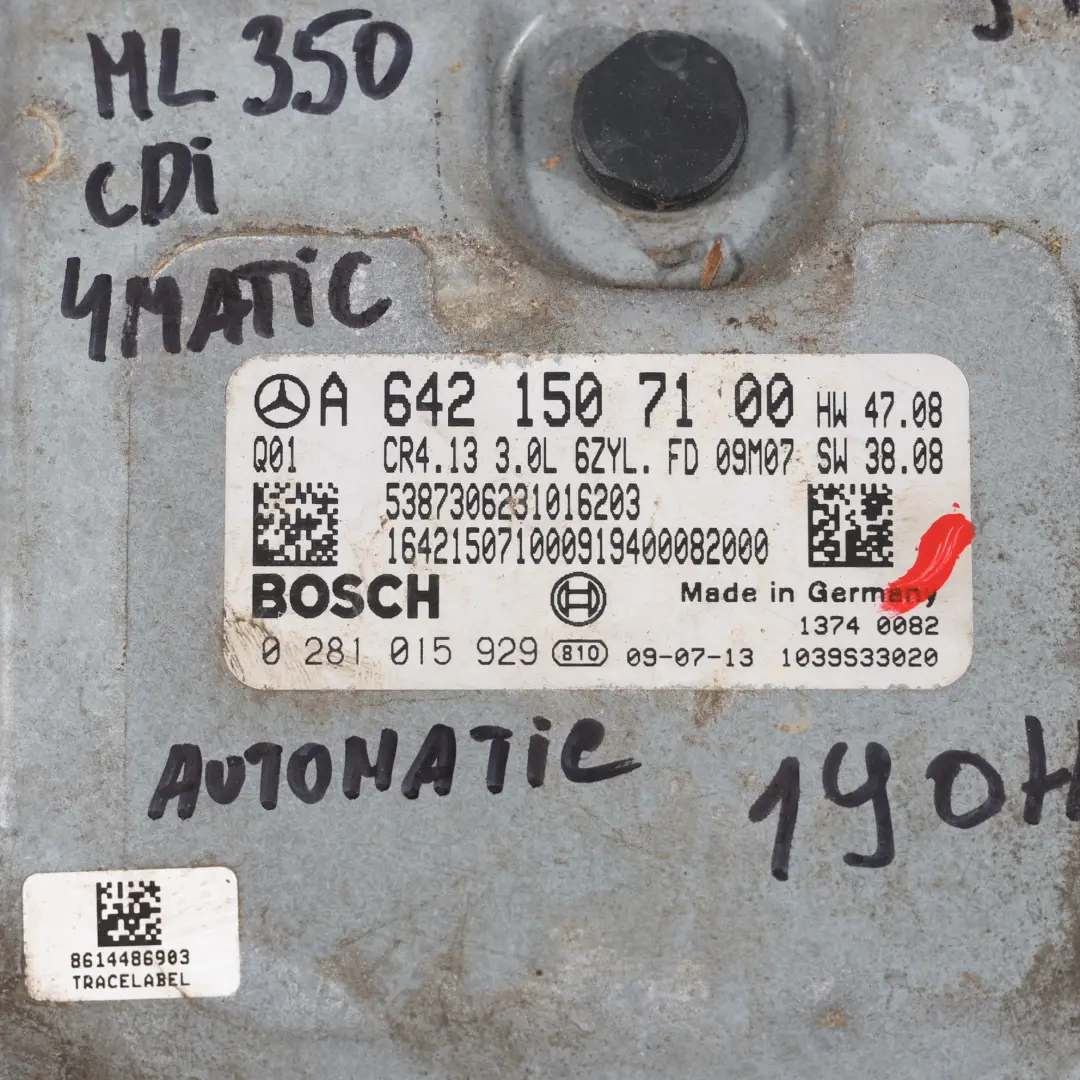 ML 350
CDi
4MATiC
A 642 150 71 00 HW 47.08
Q01 CR4.13 3.0L 6ZYL. FD 09M07 SW 38.08
5387306231016203
164215071000919400082000
BOSCH
Made in Germany
1374 0082
0 281 015 929 810 09-07-13 1039S33020
AUTOMATiC
190H
8614486903
TRACELABEL